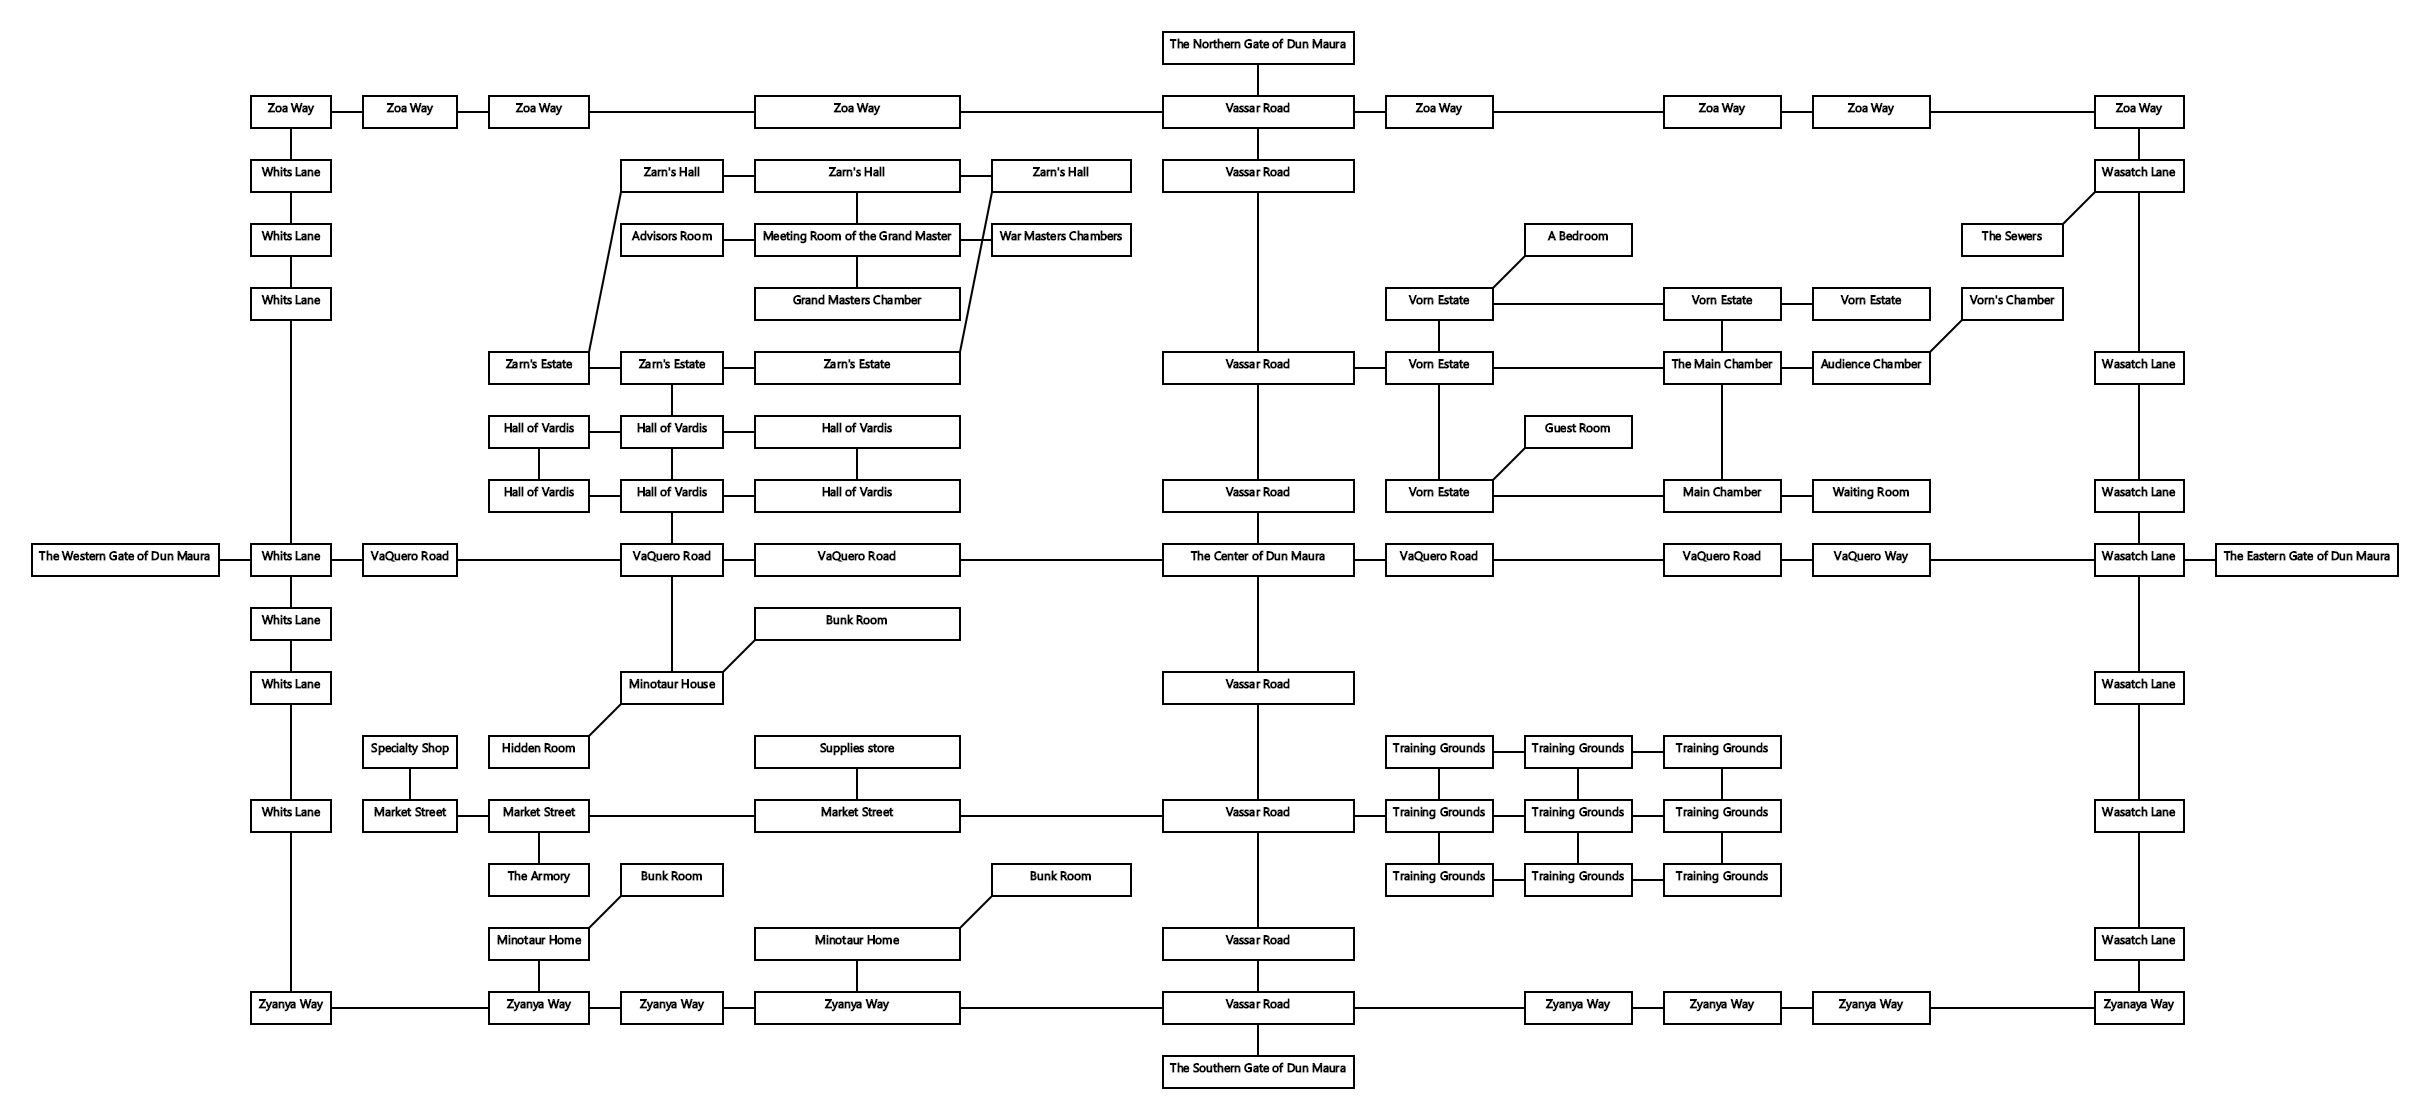 The Northern Gate of Dun Maura
Zoa Way
Zoa Way
Zoa Way
Zoa Way
Vassar Road
Zoa Way
Zoa Way
Zoa Way
Zoa Way
Whits Lane
Zarn's Hall
Zarn's Hall
Zarn's Hall
Vassar Road
Wasatch Lane
Whits Lane
Advisors Room
Meeting Room of the Grand Master
War Masters Chambers
A Bedroom
The Sewers
Whits Lane
Grand Masters Chamber
Vorn Estate
Vorn Estate
Vorn Estate
Vorn's Chamber
Zarn's Estate
Zarn's Estate
Zarn's Estate
Vassar Road
Vorn Estate
The Main Chamber
Audience Chamber
Wasatch Lane
Hall of Vardis
Hall of Vardis
Hall of Vardis
Guest Room
Hall of Vardis
Hall of Vardis
Hall of Vardis
Vassar Road
Vorn Estate
Main Chamber
Waiting Room
Wasatch Lane
The Western Gate of Dun Maura
Whits Lane
VaQuero Road
VaQuero Road
VaQuero Road
The Center of Dun Maura
VaQuero Road
VaQuero Road
VaQuero Way
Wasatch Lane
The Eastern Gate of Dun Maura
Whits Lane
Bunk Room
Whits Lane
Minotaur House
Vassar Road
Wasatch Lane
Specialty Shop
Hidden Room
Supplies store
Training Grounds
Training Grounds
Training Grounds
Whits Lane
Market Street
Market Street
Market Street
Vassar Road
Training Grounds
Training Grounds
Training Grounds
Wasatch Lane
The Armory
Bunk Room
Bunk Room
Training Grounds
Training Grounds
Training Grounds
Minotaur Home
Minotaur Home
Vassar Road
Wasatch Lane
Zyanya Way
Zyanya Way
Zyanya Way
Zyanya Way
Vassar Road
Zyanya Way
Zyanya Way
Zyanya Way
Zyanaya Way
The Southern Gate of Dun Maura